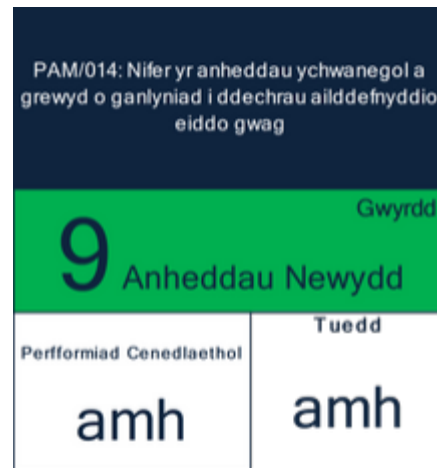 PAM/014: Nifer yr anheddau ychwanegol a
grewyd o ganlyniad i ddechrau ailddefnyddio
eiddo gwag
Gwyrdd
9 Anheddau Newydd
Perfformiad Cenedlaethol
amh
Tuedd
amh